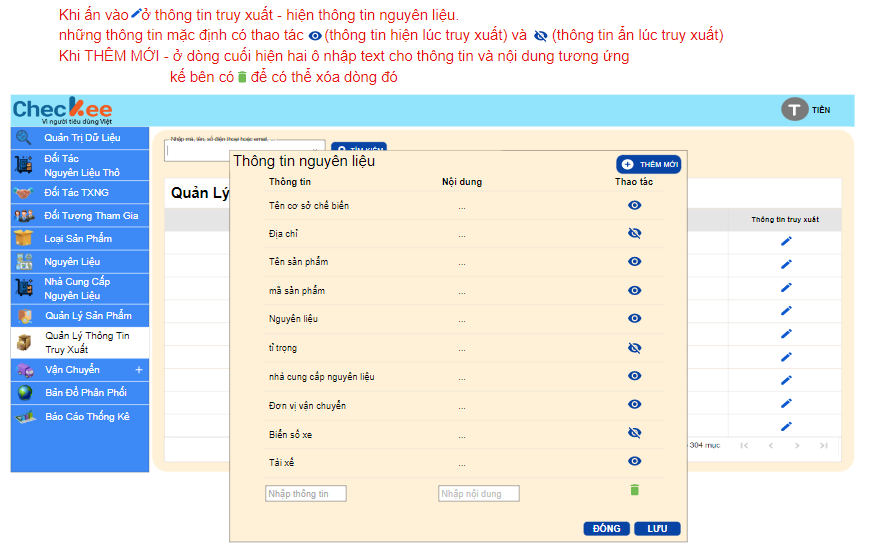 Khi ấn vào ở thông tin truy xuất - hiện thông tin nguyên liệu.
những thông tin mặc định có thao tác (thông tin hiện lúc truy xuất) và (thông tin ẩn lúc truy xuất)
Khi THÊM MỚI - ở dòng cuối hiện hai ô nhập text cho thông tin và nội dung tương ứng
kế bên có để có thể xóa dòng đó
Checkee
Vì người tiêu dùng Việt
T TIÊN
Quản Trị Dữ Liệu
Đối Tác
Nguyên Liệu Thô
Đối Tác TXNG
Đối Tượng Tham Gia
Loại Sản Phẩm
Nguyên Liệu
Nhà Cung Cấp
Nguyên Liệu
Quản Lý Sản Phẩm
Quản Lý Thông Tin
Truy Xuất
Vận Chuyển +
Bản Đồ Phân Phối
Báo Cáo Thống Kê
Nhập mã, tên, số điện thoại hoặc email, ...
TÌM KIẾM
Quản Lý
Thông tin truy xuất
304 mục
Thông tin nguyên liệu
THÊM MỚI
Thông tin Nội dung Thao tác
Tên cơ sở chế biến ...
Địa chỉ ...
Tên sản phẩm ...
mã sản phẩm ...
Nguyên liệu ...
tỉ trọng ...
nhà cung cấp nguyên liệu ...
Đơn vị vận chuyển ...
Biển số xe ...
Tài xế ...
Nhập thông tin Nhập nội dung
ĐÓNG LƯU